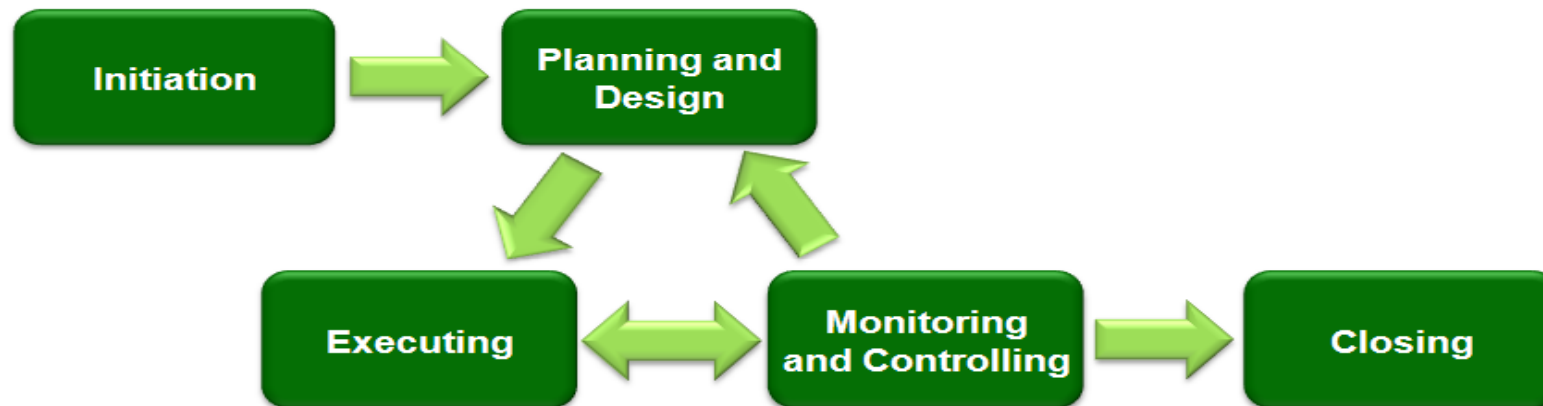 Initiation
Planning and
Design
Executing
Monitoring
and Controlling
Closing